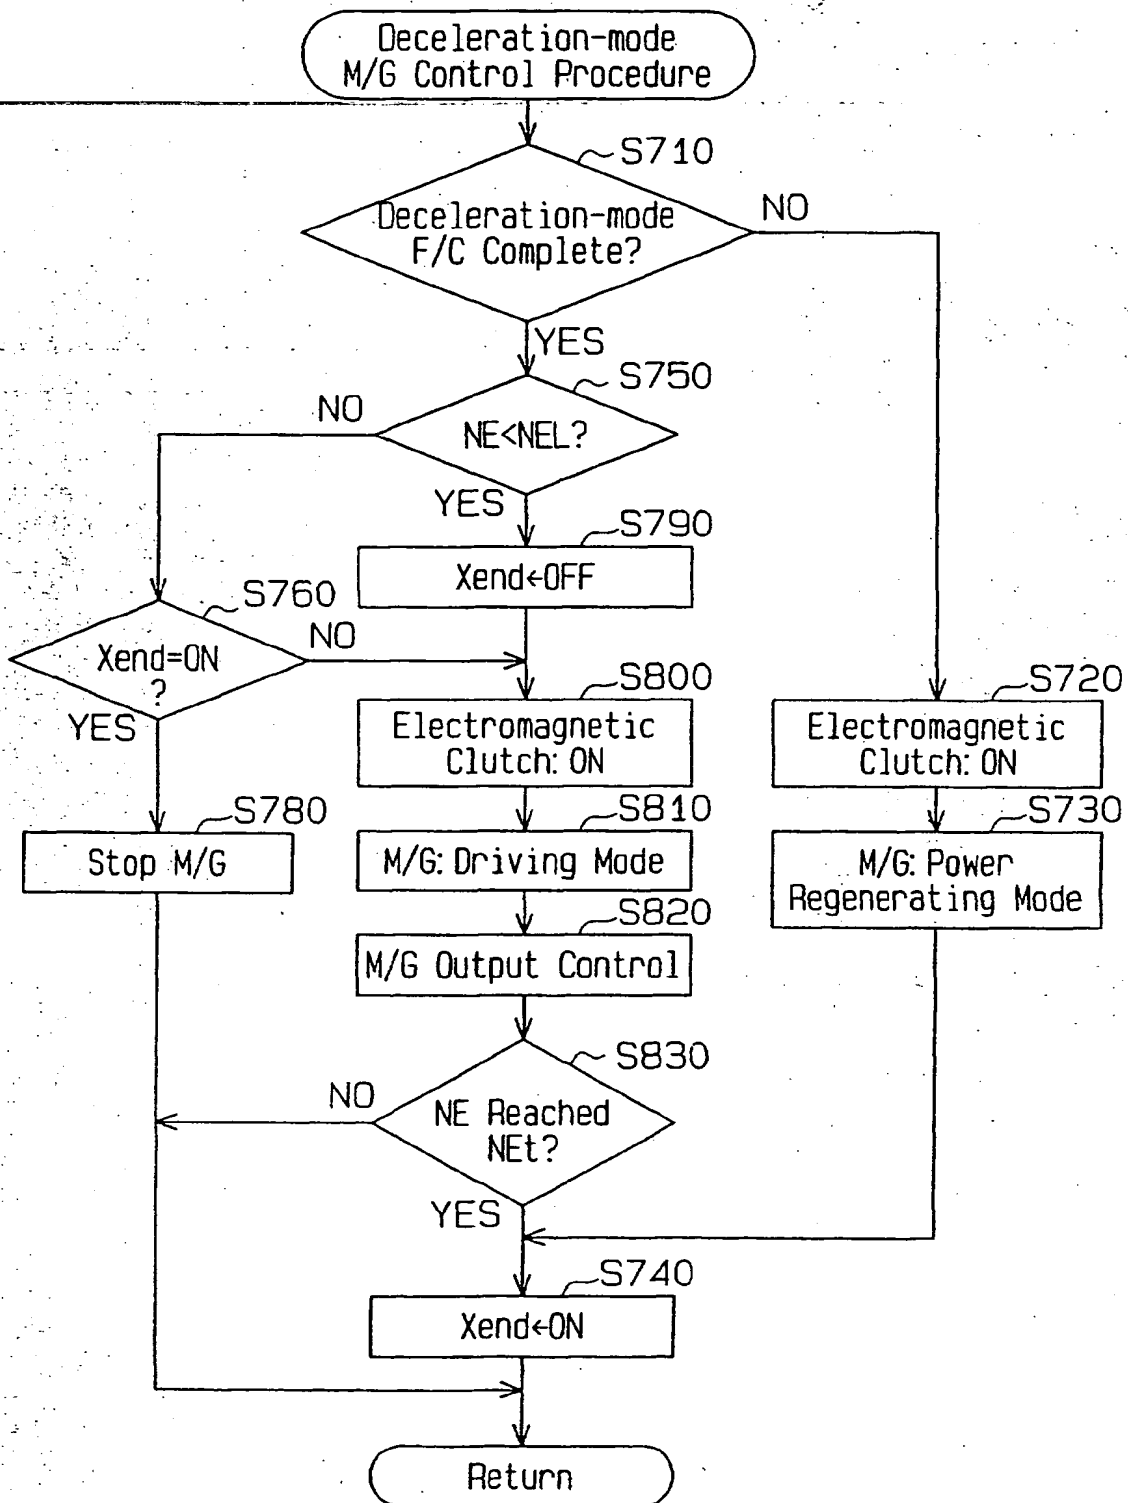 Deceleration-mode
M/G Control Procedure
S710
Deceleration-mode
F/C Complete?
NO
YES
S750
NE<NEL?
NO
YES
S790
Xend←OFF
S760
Xend=ON
?
NO
YES
S800
Electromagnetic
Clutch: ON
S720
Electromagnetic
Clutch: ON
S780
Stop M/G
S810
M/G: Driving Mode
S730
M/G: Power
Regenerating Mode
S820
M/G Output Control
S830
NE Reached
NEt?
NO
YES
S740
Xend←ON
Return